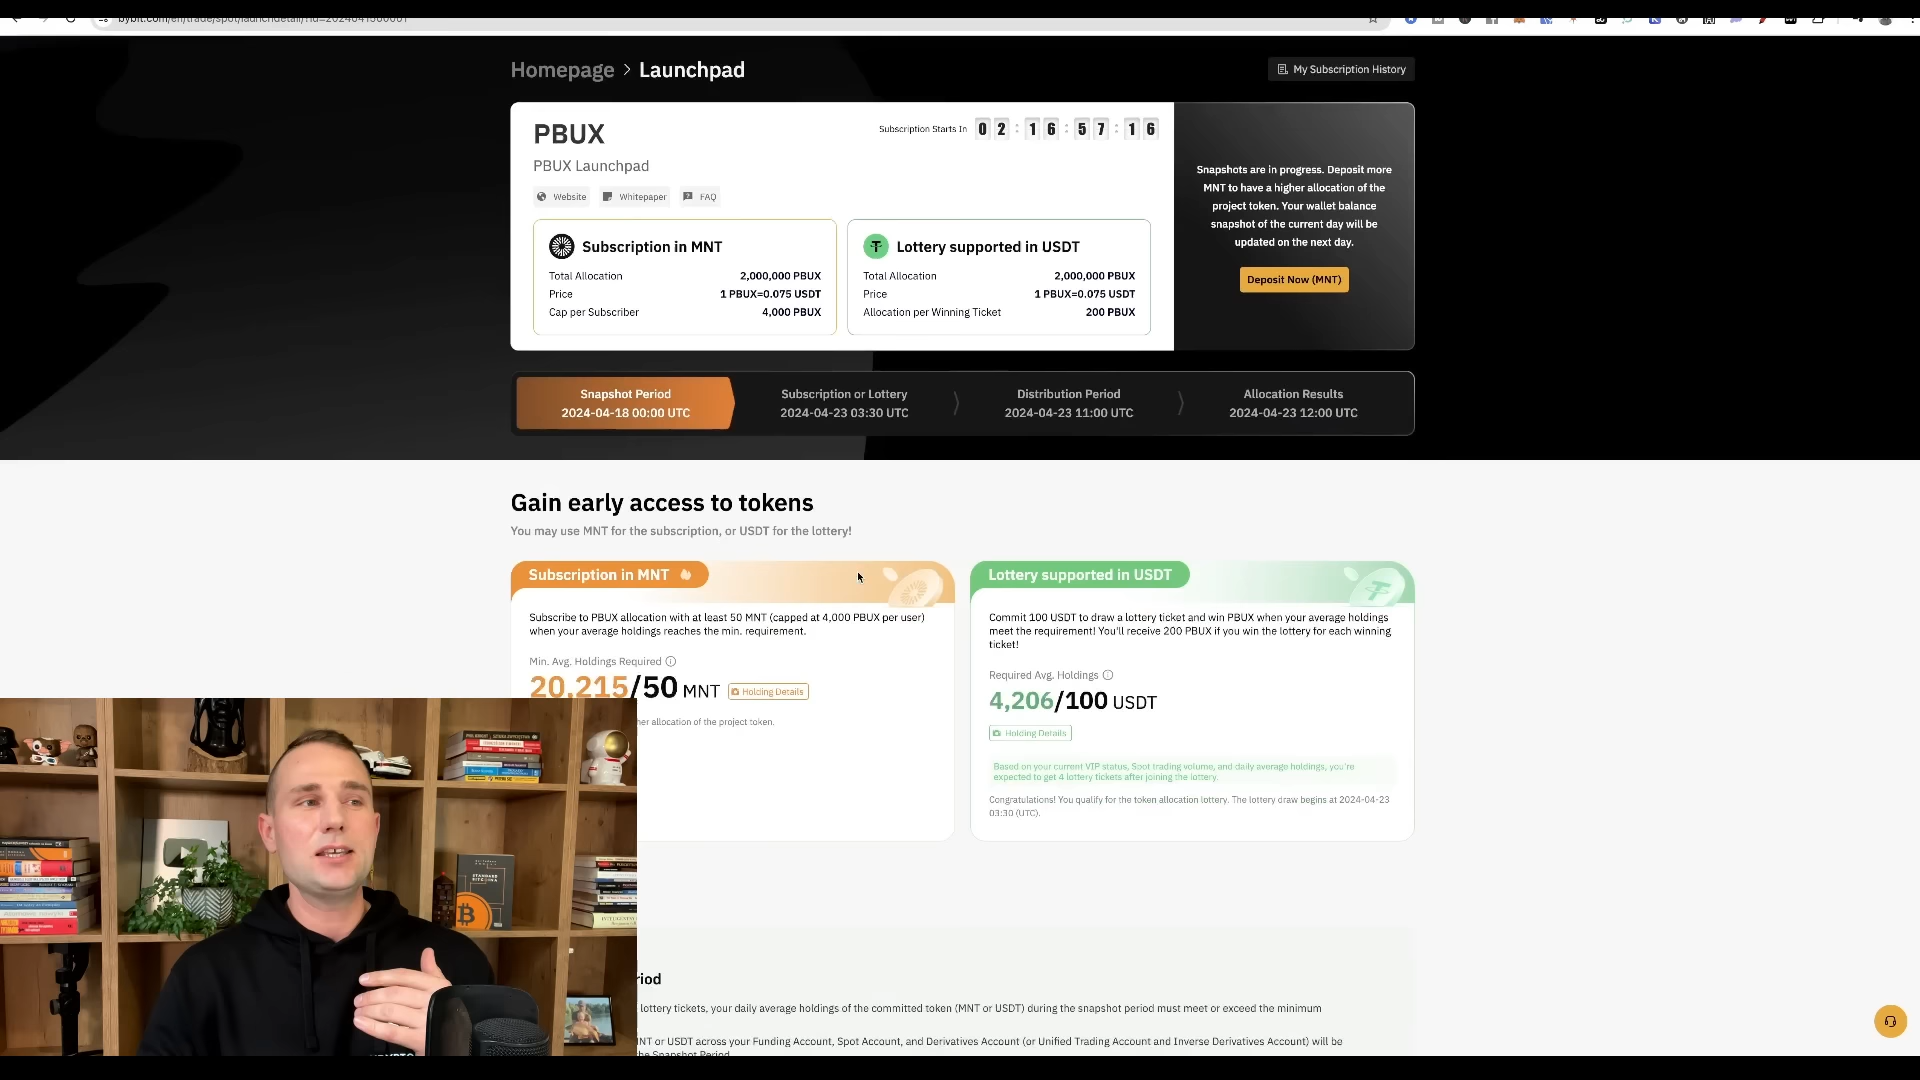 Homepage > Launchpad
My Subscription History
PBUX
Subscription Starts In 02 : 16 : 57 : 16
PBUX Launchpad
Website Whitepaper FAQ
Subscription in MNT
Total Allocation 2,000,000 PBUX
Price 1 PBUX=0.075 USDT
Cap per Subscriber 4,000 PBUX
Lottery supported in USDT
Total Allocation 2,000,000 PBUX
Price 1 PBUX=0.075 USDT
Allocation per Winning Ticket 200 PBUX
Snapshots are in progress. Deposit more
MNT to have a higher allocation of the
project token. Your wallet balance
snapshot of the current day will be
updated on the next day.
Deposit Now (MNT)
Snapshot Period
2024-04-18 00:00 UTC
Subscription or Lottery
2024-04-23 03:30 UTC
Distribution Period
2024-04-23 11:00 UTC
Allocation Results
2024-04-23 12:00 UTC
Gain early access to tokens
You may use MNT for the subscription, or USDT for the lottery!
Subscription in MNT
Subscribe to PBUX allocation with at least 50 MNT (capped at 4,000 PBUX per user)
when your average holdings reaches the min. requirement.
Min. Avg. Holdings Required
20,215/50 MNT Holding Details
her allocation of the project token.
Lottery supported in USDT
Commit 100 USDT to draw a lottery ticket and win PBUX when your average holdings
meet the requirement! You'll receive 200 PBUX if you win the lottery for each winning
ticket!
Required Avg. Holdings
4,206/100 USDT
Holding Details
Based on your current VIP status, Spot trading volume, and daily average holdings, you're
expected to get 4 lottery tickets after joining the lottery.
Congratulations! You qualify for the token allocation lottery. The lottery draw begins at 2024-04-23
03:30 (UTC).
riod
lottery tickets, your daily average holdings of the committed token (MNT or USDT) during the snapshot period must meet or exceed the minimum
NT or USDT across your Funding Account, Spot Account, and Derivatives Account (or Unified Trading Account and Inverse Derivatives Account) will be
he Snapshot Period
STANDARD